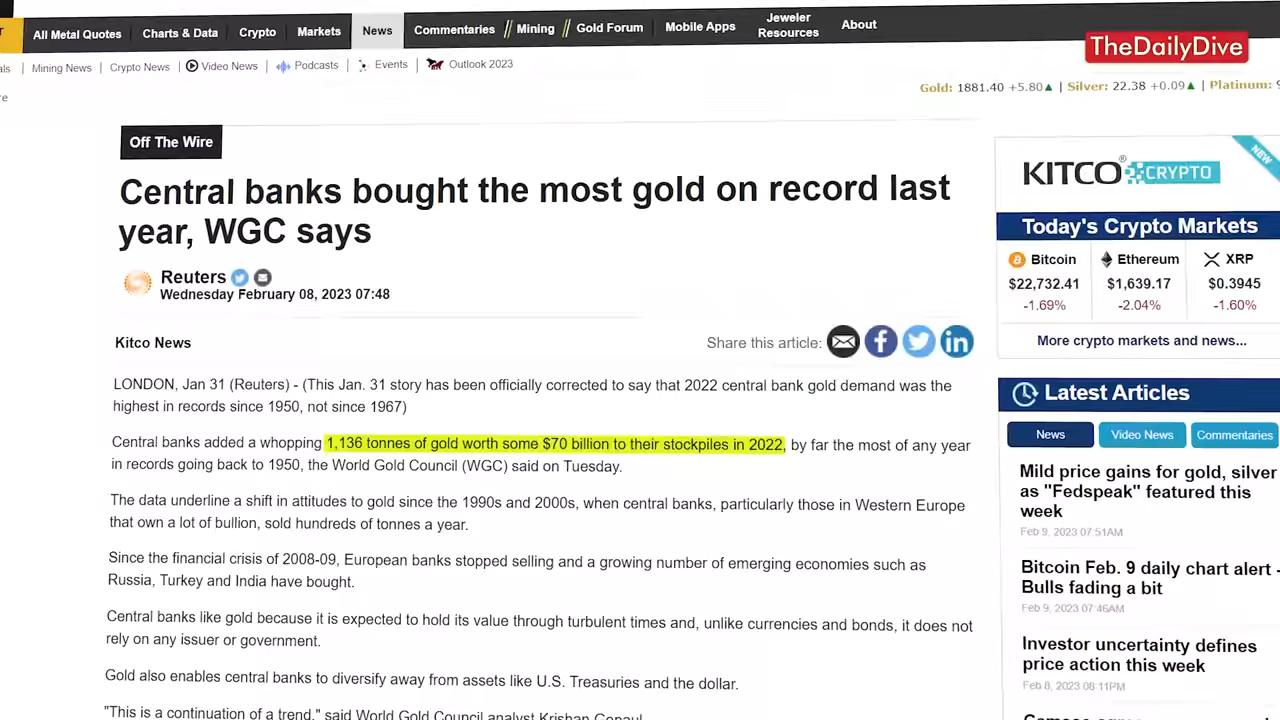 All Metal Quotes Charts & Data Crypto Markets News Commentaries // Mining // Gold Forum Mobile Apps Jeweler Resources About
TheDailyDive
Mining News | Crypto News | Video News | Podcasts | Events | Outlook 2023
Gold: 1881.40 +5.80▲ | Silver: 22.38 +0.09▲ | Platinum:
Off The Wire
Central banks bought the most gold on record last
year, WGC says
Reuters
Wednesday February 08, 2023 07:48
Kitco News
Share this article:
LONDON, Jan 31 (Reuters) - (This Jan. 31 story has been officially corrected to say that 2022 central bank gold demand was the
highest in records since 1950, not since 1967)
Central banks added a whopping 1,136 tonnes of gold worth some $70 billion to their stockpiles in 2022, by far the most of any year
in records going back to 1950, the World Gold Council (WGC) said on Tuesday.
The data underline a shift in attitudes to gold since the 1990s and 2000s, when central banks, particularly those in Western Europe
that own a lot of bullion, sold hundreds of tonnes a year.
Since the financial crisis of 2008-09, European banks stopped selling and a growing number of emerging economies such as
Russia, Turkey and India have bought.
Central banks like gold because it is expected to hold its value through turbulent times and, unlike currencies and bonds, it does not
rely on any issuer or government.
Gold also enables central banks to diversify away from assets like U.S. Treasuries and the dollar.
"This is a continuation of a trend," said World Gold Council analyst Krishan Gopaul.
KITCO® CRYPTO
NEW
Today's Crypto Markets
Bitcoin Ethereum XRP
$22,732.41 $1,639.17 $0.3945
-1.69% -2.04% -1.60%
More crypto markets and news...
Latest Articles
News Video News Commentaries
Mild price gains for gold, silver
as "Fedspeak" featured this
week
Feb 9, 2023 07:51AM
Bitcoin Feb. 9 daily chart alert -
Bulls fading a bit
Feb 9, 2023 07:46AM
Investor uncertainty defines
price action this week
Feb 8, 2023 08:11PM